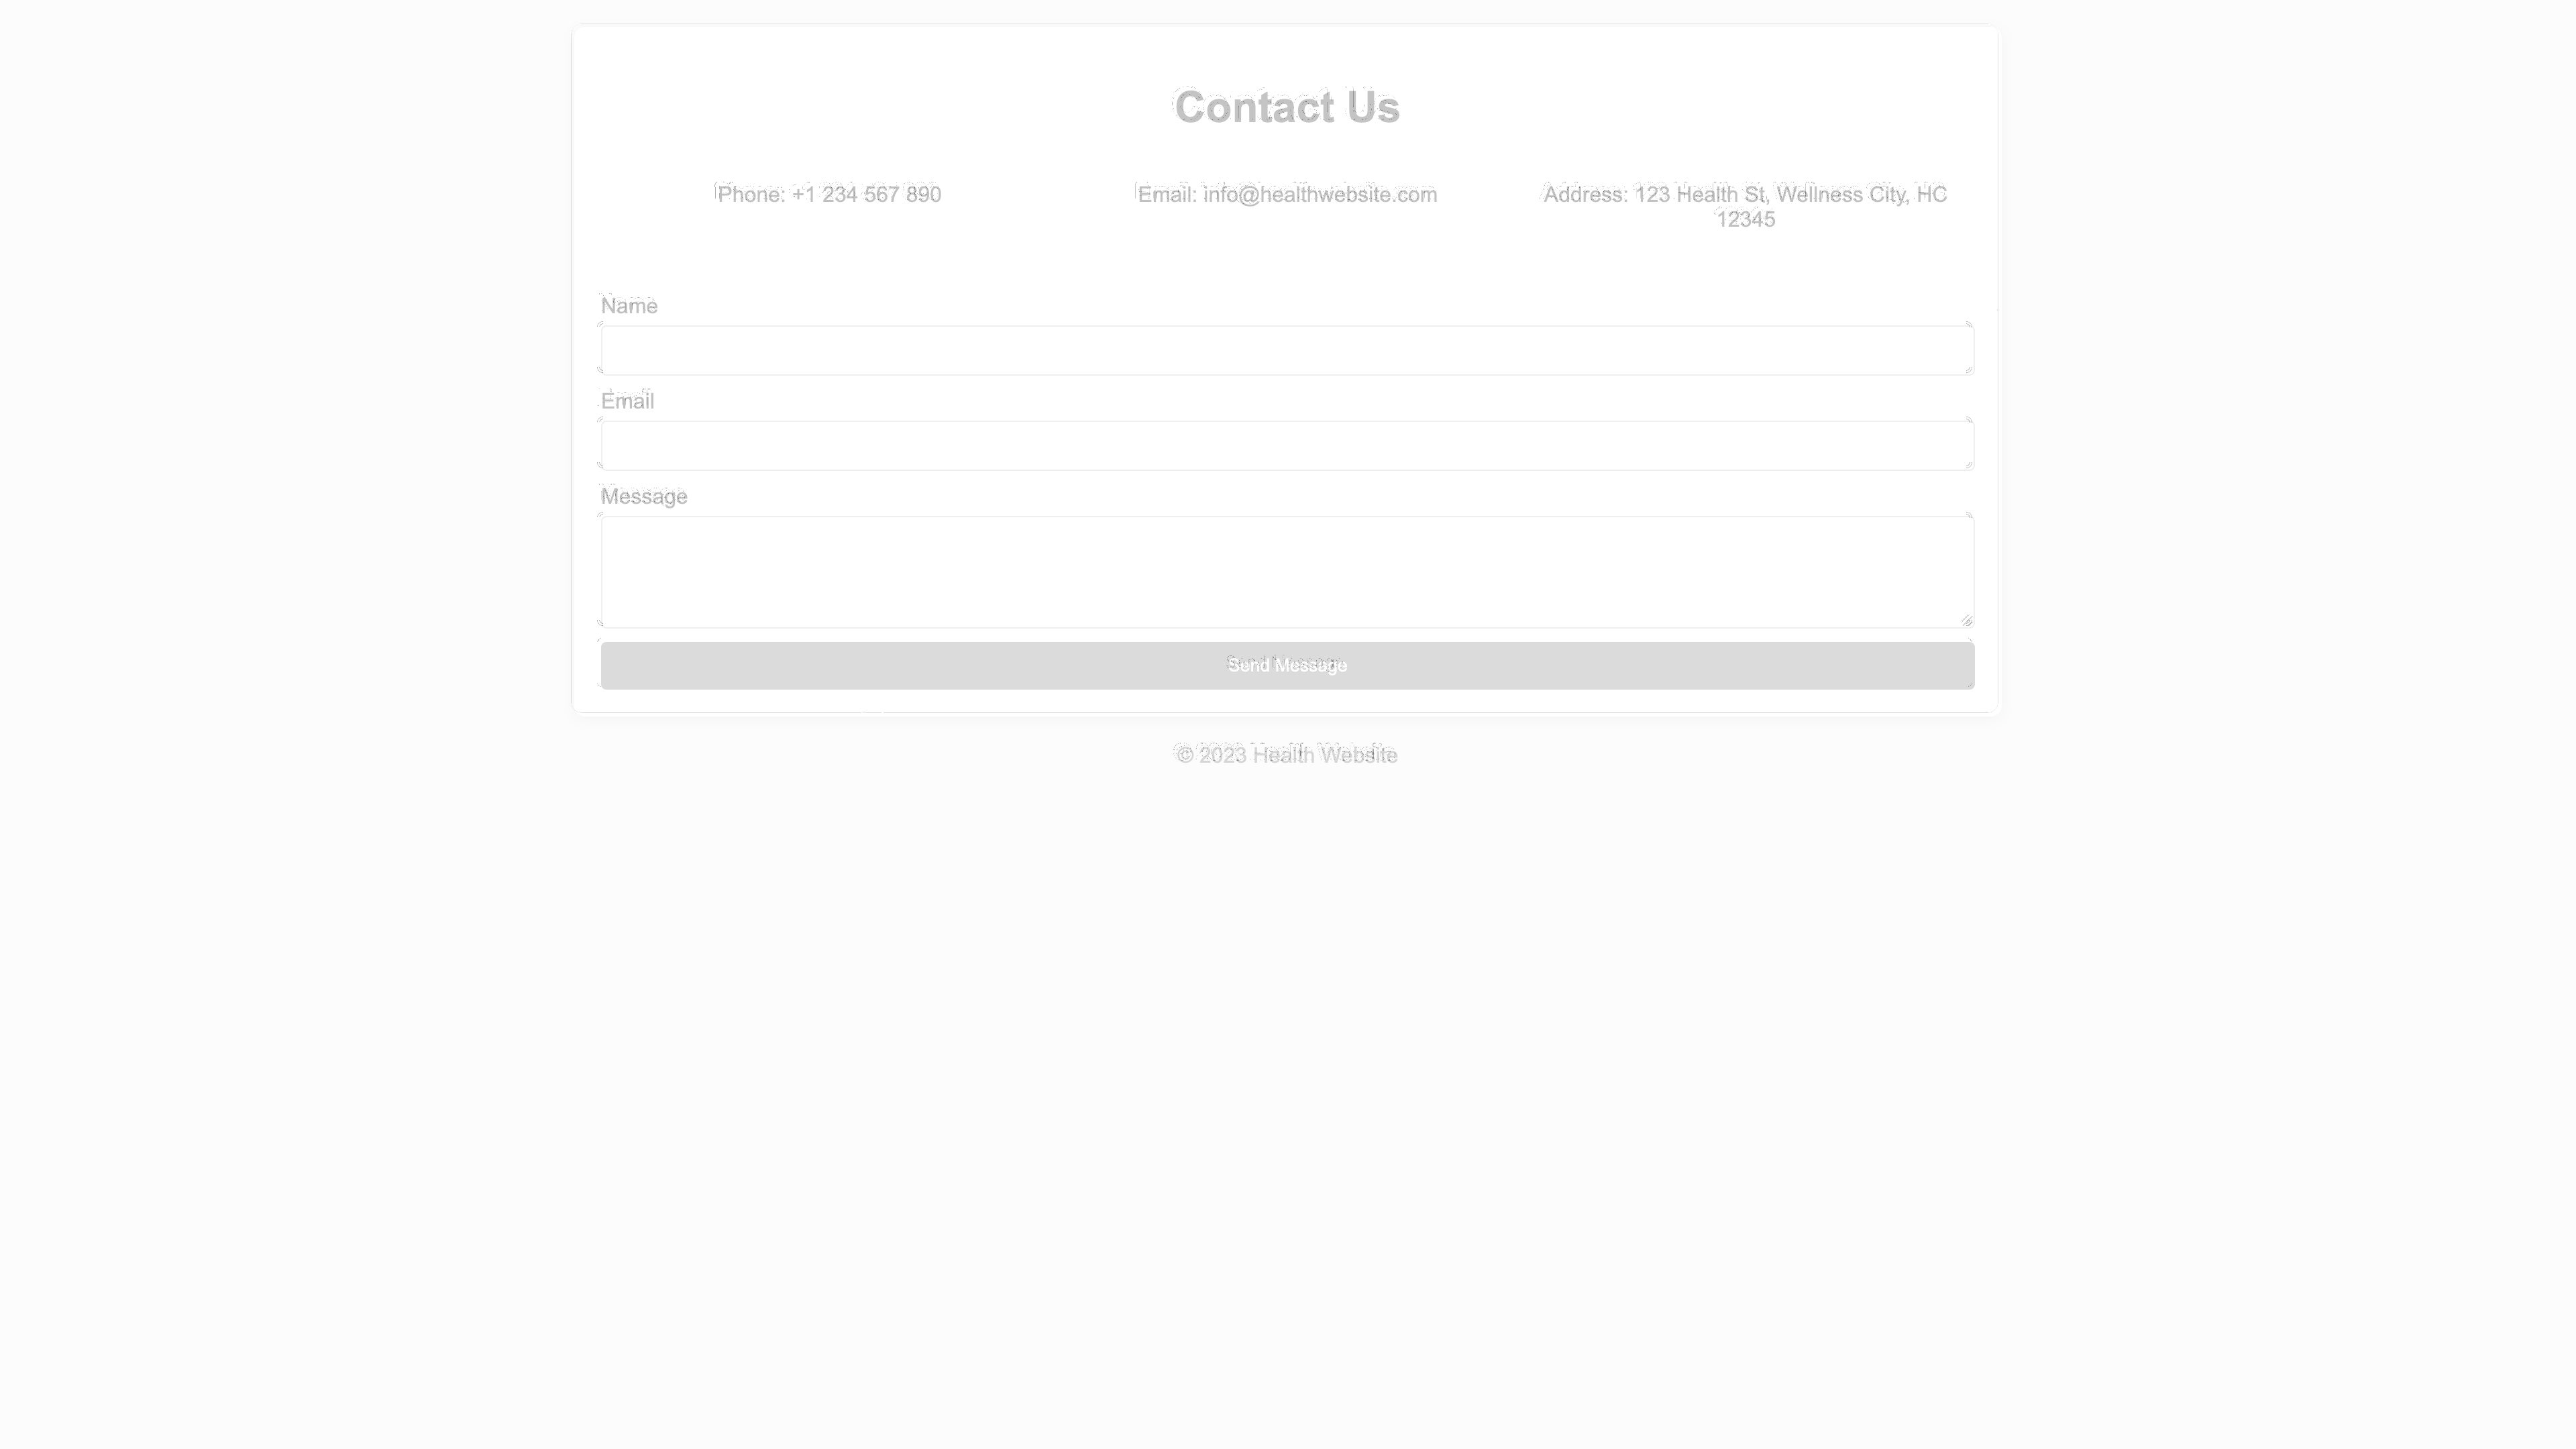 Contact Us
Phone: +1 234 567 890
Email: info@healthwebsite.com
Address: 123 Health St, Wellness City, HC
12345
Name
Email
Message
Send Message
© 2023 Health Website